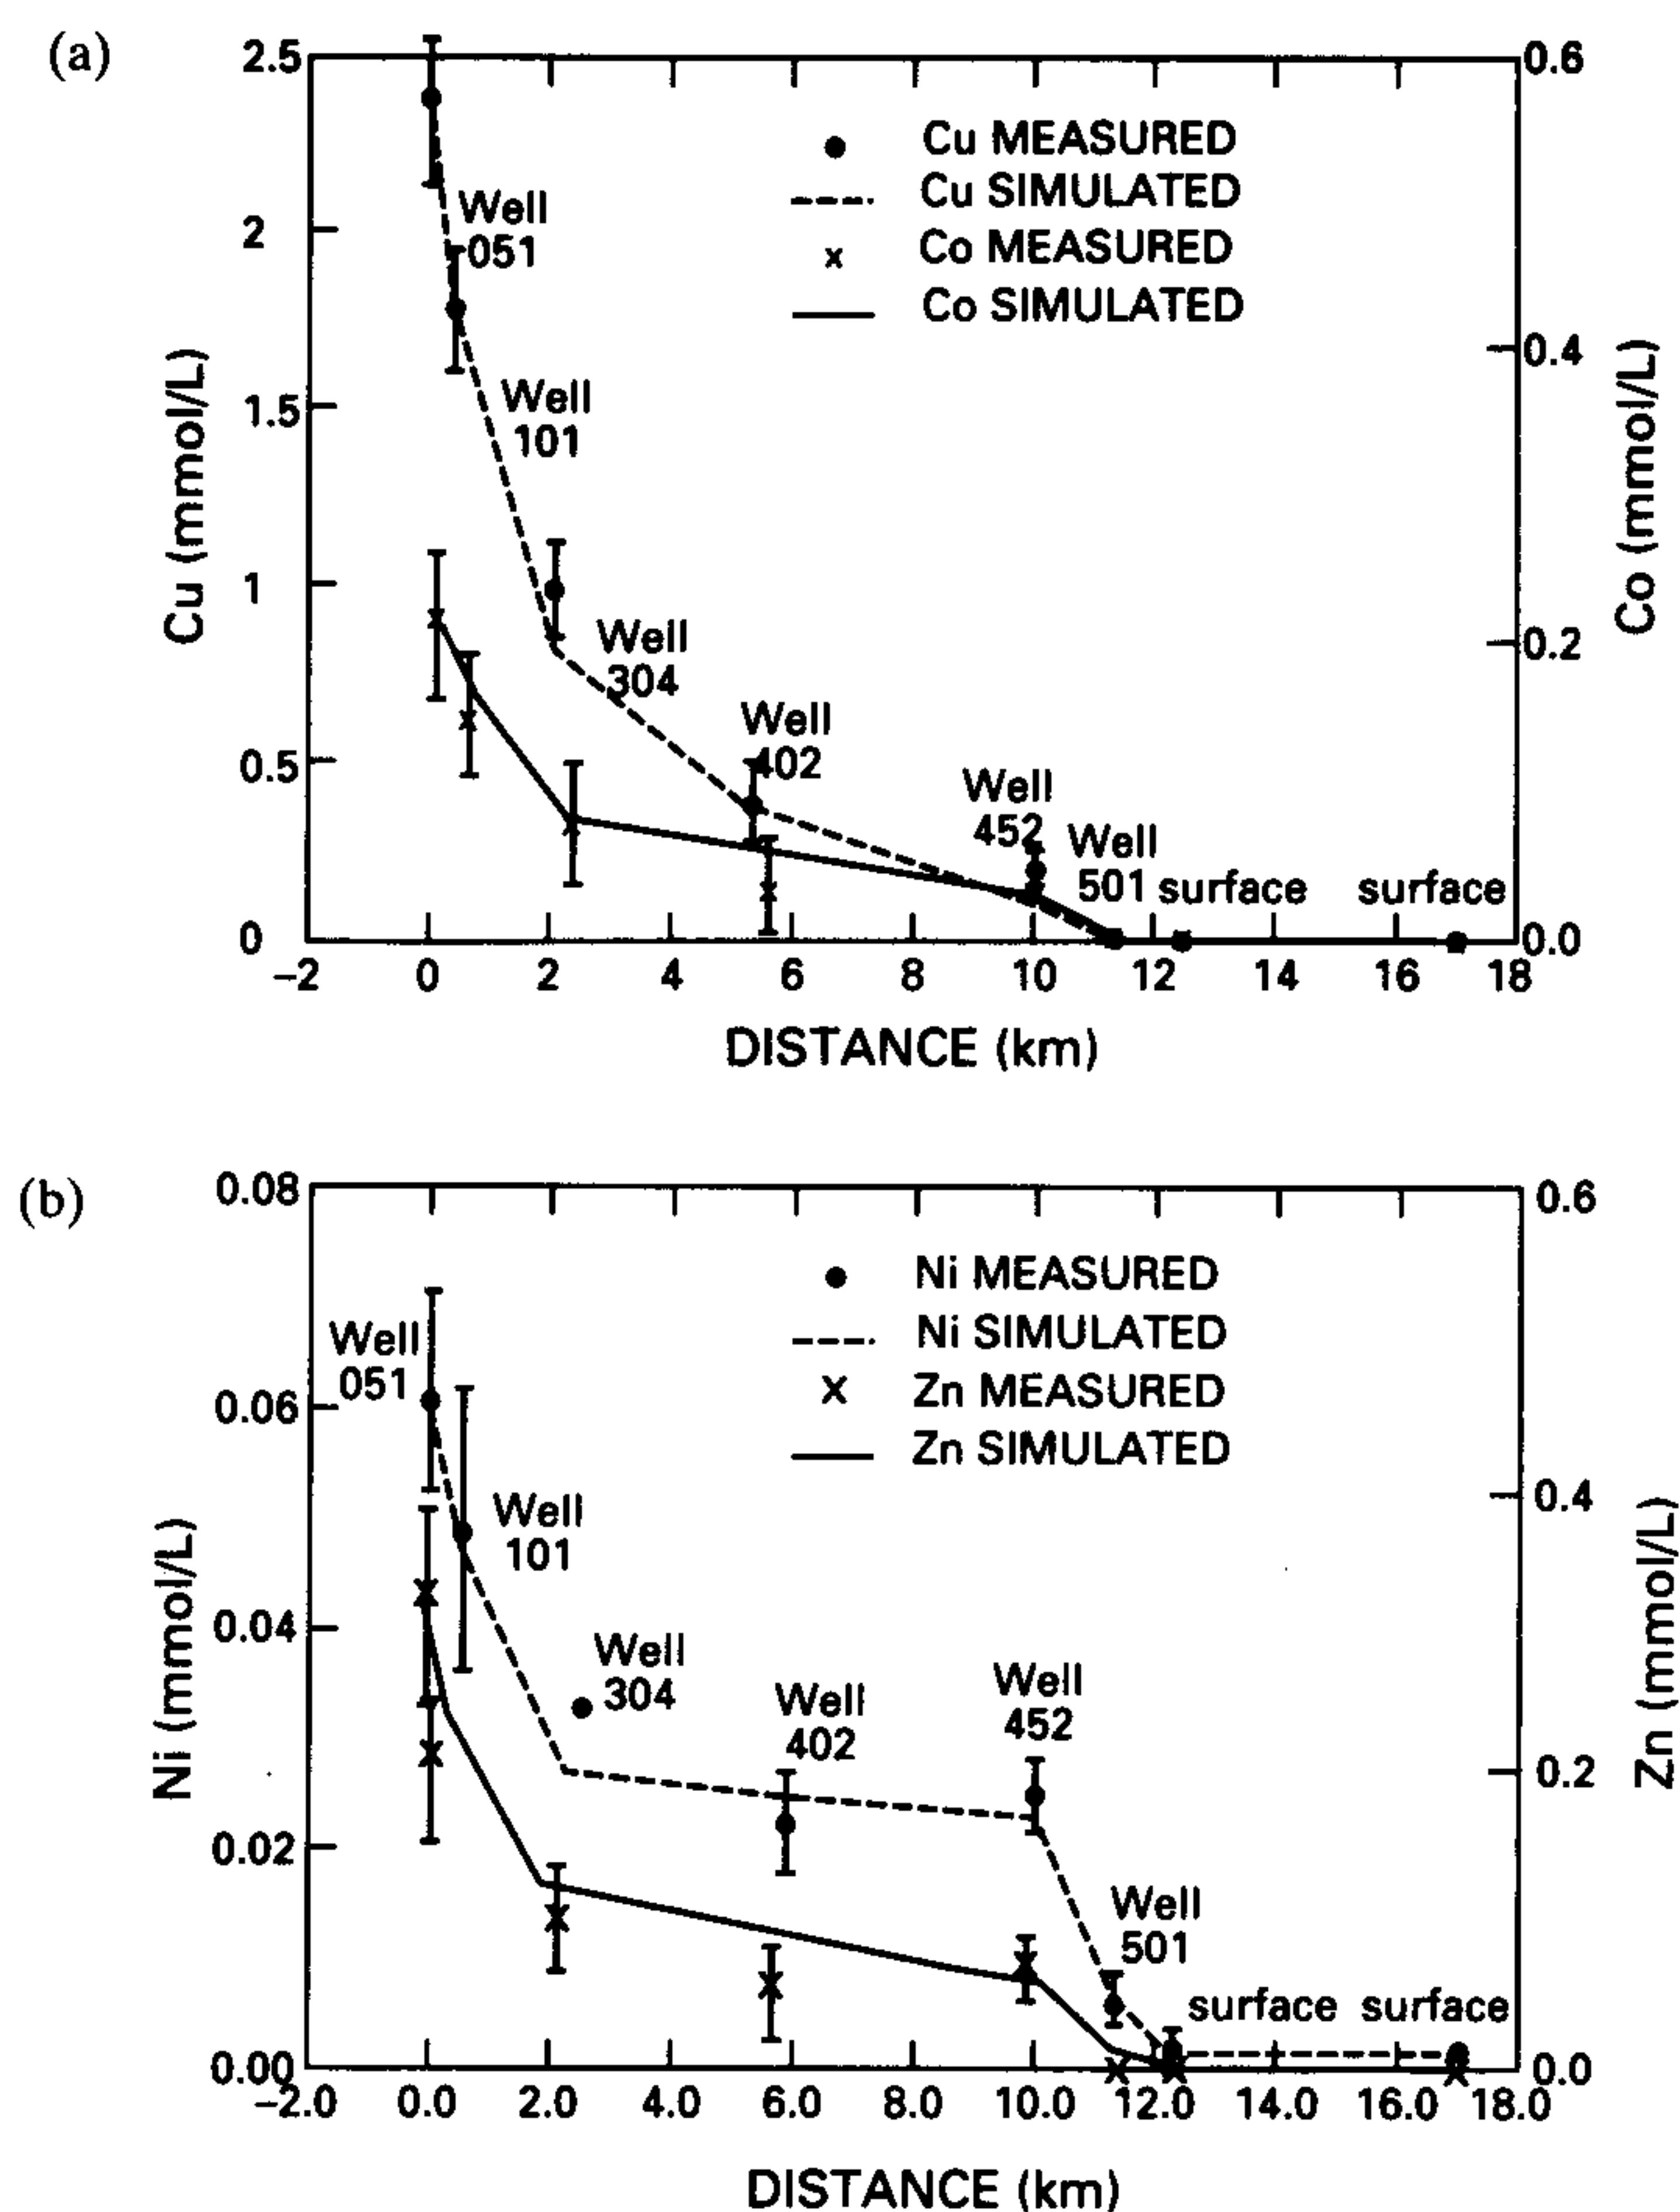 (a)
2.5
2
1.5
1
0.5
0
Cu (mmol/L)
0.6
0.4
0.2
0.0
Co (mmol/L)
Cu MEASURED
Cu SIMULATED
Co MEASURED
Co SIMULATED
Well
051
Well
101
Well
304
Well
402
Well
452
Well
501
surface
surface
−2 0 2 4 6 8 10 12 14 16 18
DISTANCE (km)
(b)
0.08
0.06
0.04
0.02
0.00
Ni (mmol/L)
0.6
0.4
0.2
0.0
Zn (mmol/L)
Ni MEASURED
Ni SIMULATED
Zn MEASURED
Zn SIMULATED
Well
051
Well
101
Well
304
Well
402
Well
452
Well
501
surface surface
−2.0 0.0 2.0 4.0 6.0 8.0 10.0 12.0 14.0 16.0 18.0
DISTANCE (km)